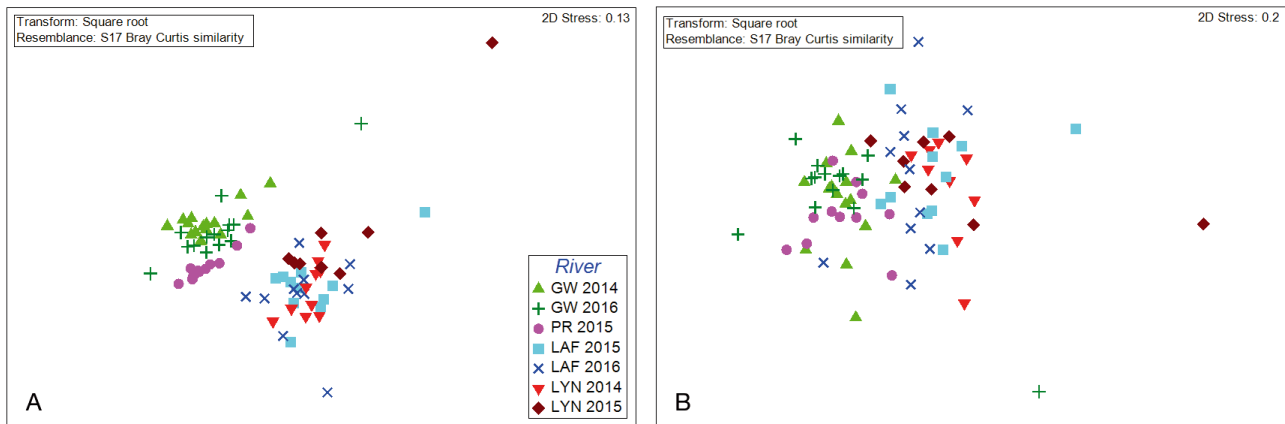 Transform: Square root
Resemblance: S17 Bray Curtis similarity
2D Stress: 0.13
River
GW 2014
GW 2016
PR 2015
LAF 2015
LAF 2016
LYN 2014
LYN 2015
A
Transform: Square root
Resemblance: S17 Bray Curtis similarity
2D Stress: 0.2
B